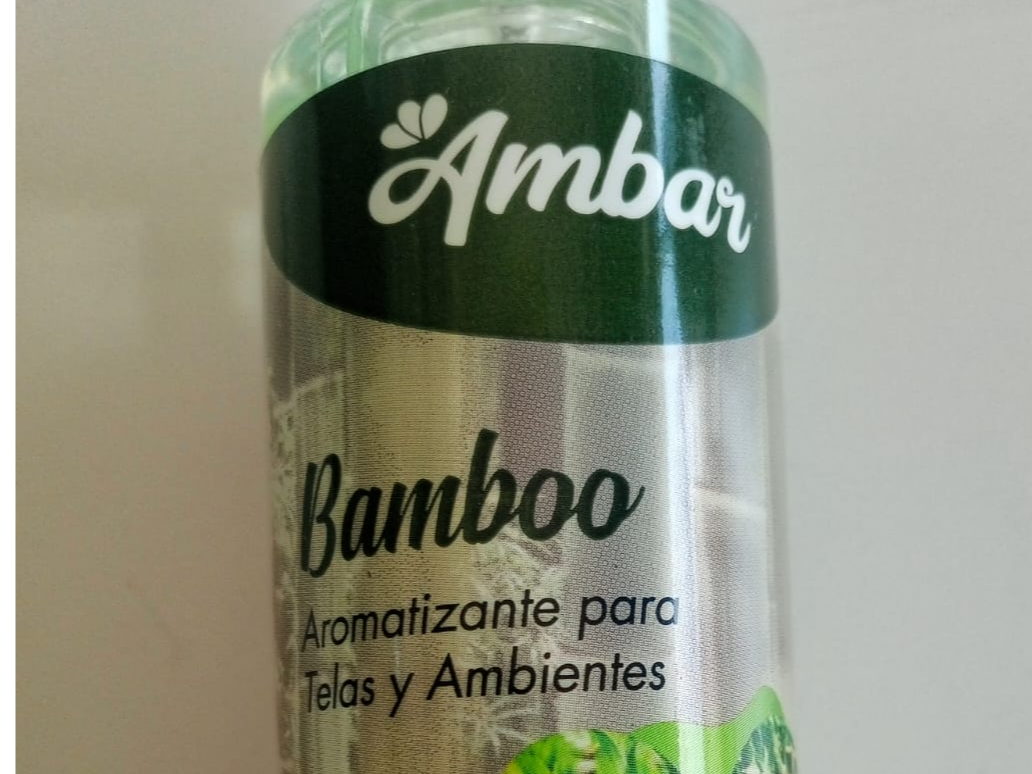 Ambar
Bamboo
Aromatizante para
Telas y Ambientes